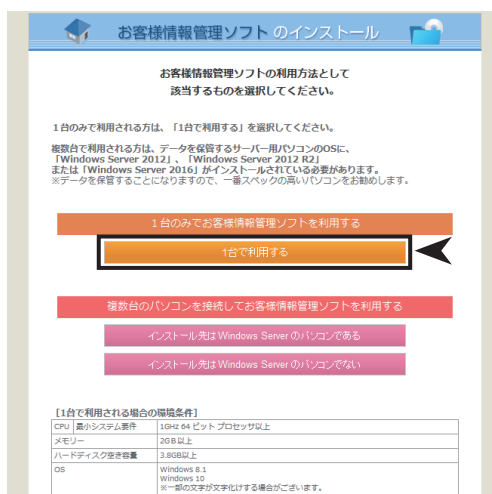 お客様情報管理ソフト のインストール
お客様情報管理ソフトの利用方法として
該当するものを選択してください。
1台のみで利用される方は、「1台で利用する」を選択してください。
複数台で利用される方は、データを保管するサーバー用パソコンのOSに、
「Windows Server 2012」、「Windows Server 2012 R2」
または「Windows Server 2016」がインストールされている必要があります。
※データを保管することになりますので、一番スペックの高いパソコンをお勧めします。
1台のみでお客様情報管理ソフトを利用する
1台で利用する
複数台のパソコンを接続してお客様情報管理ソフトを利用する
インストール先は Windows Server のパソコンである
インストール先は Windows Server のパソコンでない
[1台で利用される場合の環境条件]
CPU 最小システム要件 1GHz 64 ビット プロセッサ以上
メモリー 2GB以上
ハードディスク空き容量 3.8GB以上
OS Windows 8.1
Windows 10
※一部の文字が文字化けする場合がございます。